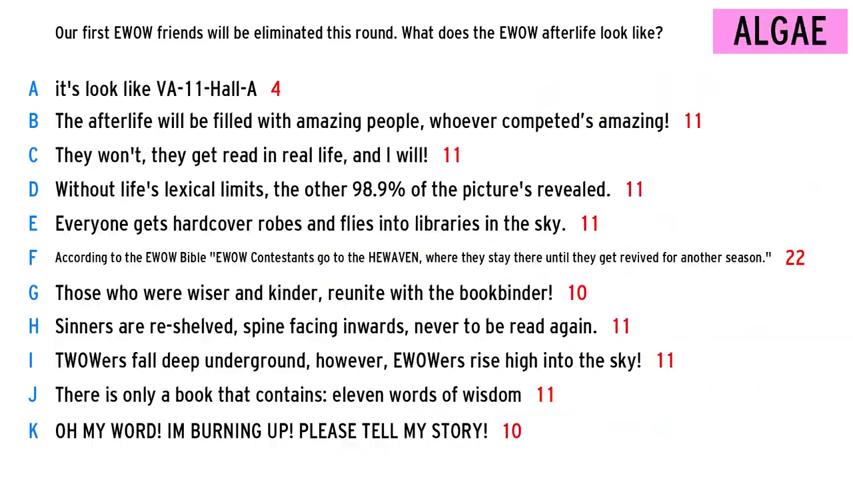 Our first EWOW friends will be eliminated this round. What does the EWOW afterlife look like?
ALGAE
A it's look like VA-11-Hall-A 4
B The afterlife will be filled with amazing people, whoever competed's amazing! 11
C They won't, they get read in real life, and I will! 11
D Without life's lexical limits, the other 98.9% of the picture's revealed. 11
E Everyone gets hardcover robes and flies into libraries in the sky. 11
F According to the EWOW Bible "EWOW Contestants go to the HEWAVEN, where they stay there until they get revived for another season." 22
G Those who were wiser and kinder, reunite with the bookbinder! 10
H Sinners are re-shelved, spine facing inwards, never to be read again. 11
I TWOWers fall deep underground, however, EWOWers rise high into the sky! 11
J There is only a book that contains: eleven words of wisdom 11
K OH MY WORD! IM BURNING UP! PLEASE TELL MY STORY! 10